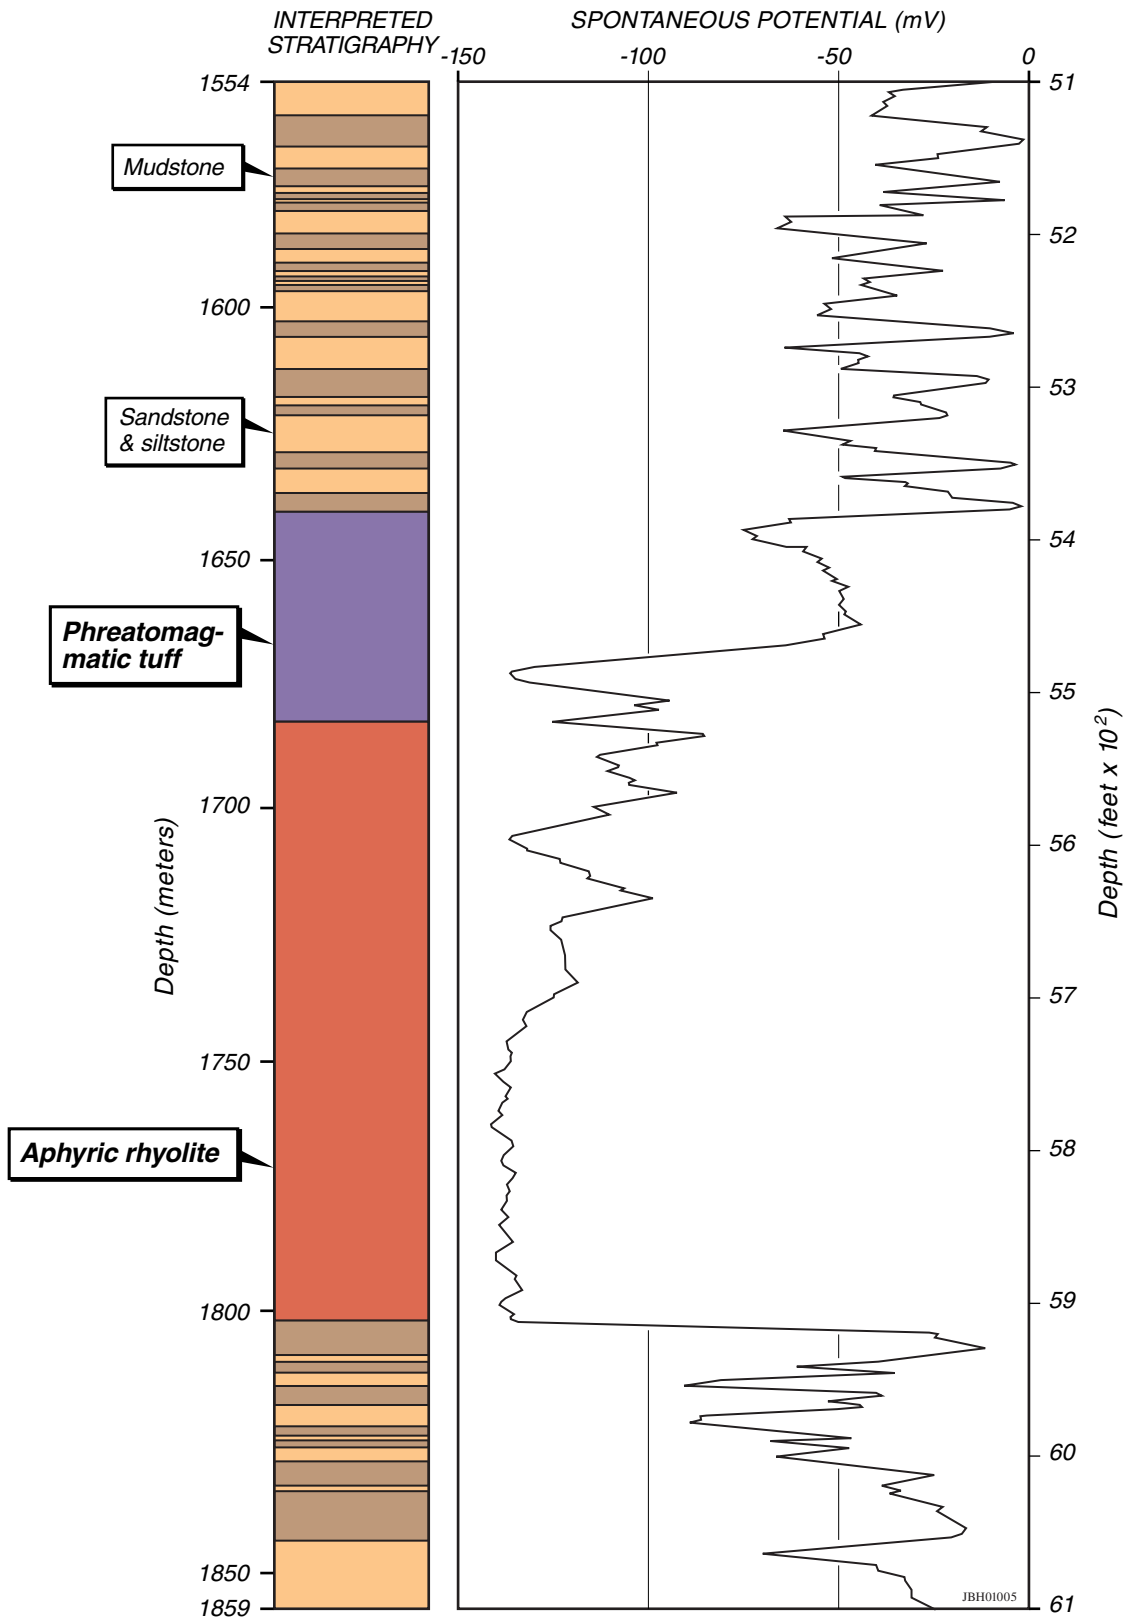 INTERPRETED
STRATIGRAPHY
SPONTANEOUS POTENTIAL (mV)
-150
-100
-50
0
1554
1600
1650
1700
1750
1800
1850
1859
Depth (meters)
Mudstone
Sandstone
& siltstone
Phreatomag-
matic tuff
Aphyric rhyolite
51
52
53
54
55
56
57
58
59
60
61
Depth (feet x 10²)
JBH01005